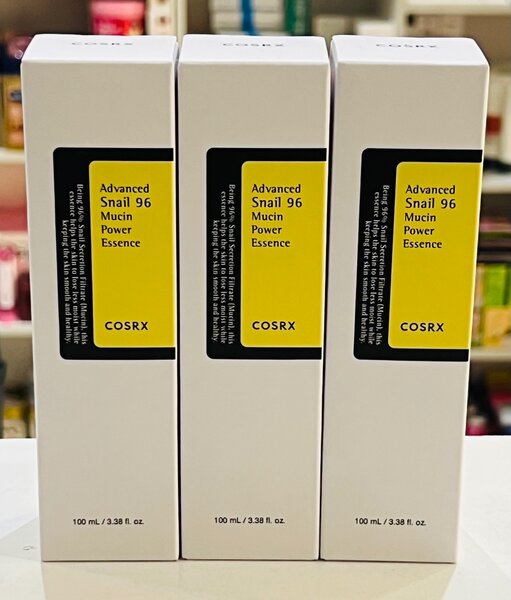 COSRX
Being 96% Snail Secretion Filtrate (Mucin), this
essence helps the skin to lose less moist, while
keeping the skin smooth and healthy.
Advanced
Snail 96
Mucin
Power
Essence
COSRX
100 mL / 3.38 fl. oz.
COSRX
Being 96% Snail Secretion Filtrate (Mucin), this
essence helps the skin to lose less moist, while
keeping the skin smooth and healthy.
Advanced
Snail 96
Mucin
Power
Essence
COSRX
100 mL / 3.38 fl. oz.
COSRX
Being 96% Snail Secretion Filtrate (Mucin), this
essence helps the skin to lose less moist, while
keeping the skin smooth and healthy.
Advanced
Snail 96
Mucin
Power
Essence
COSRX
100 mL / 3.38 fl. oz.